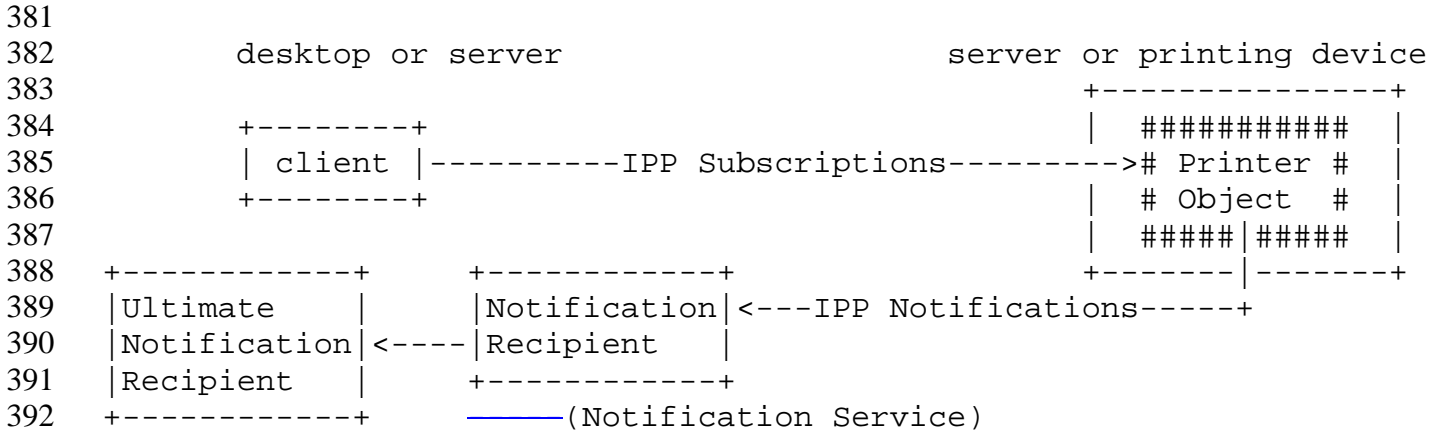 381
382         desktop or server                    server or printing device
383                                                     +---------------+
384         +--------+                                  |  ###########  |
385         | client |----------IPP Subscriptions---------># Printer #  |
386         +--------+                                  |  # Object  #  |
387                                                     |  #####|#####  |
388  +------------+     +------------+                  +-------|-------+
389  |Ultimate    |     |Notification|<---IPP Notifications-----+
390  |Notification|<----|Recipient   |
391  |Recipient   |     +------------+
392  +------------+          (Notification Service)